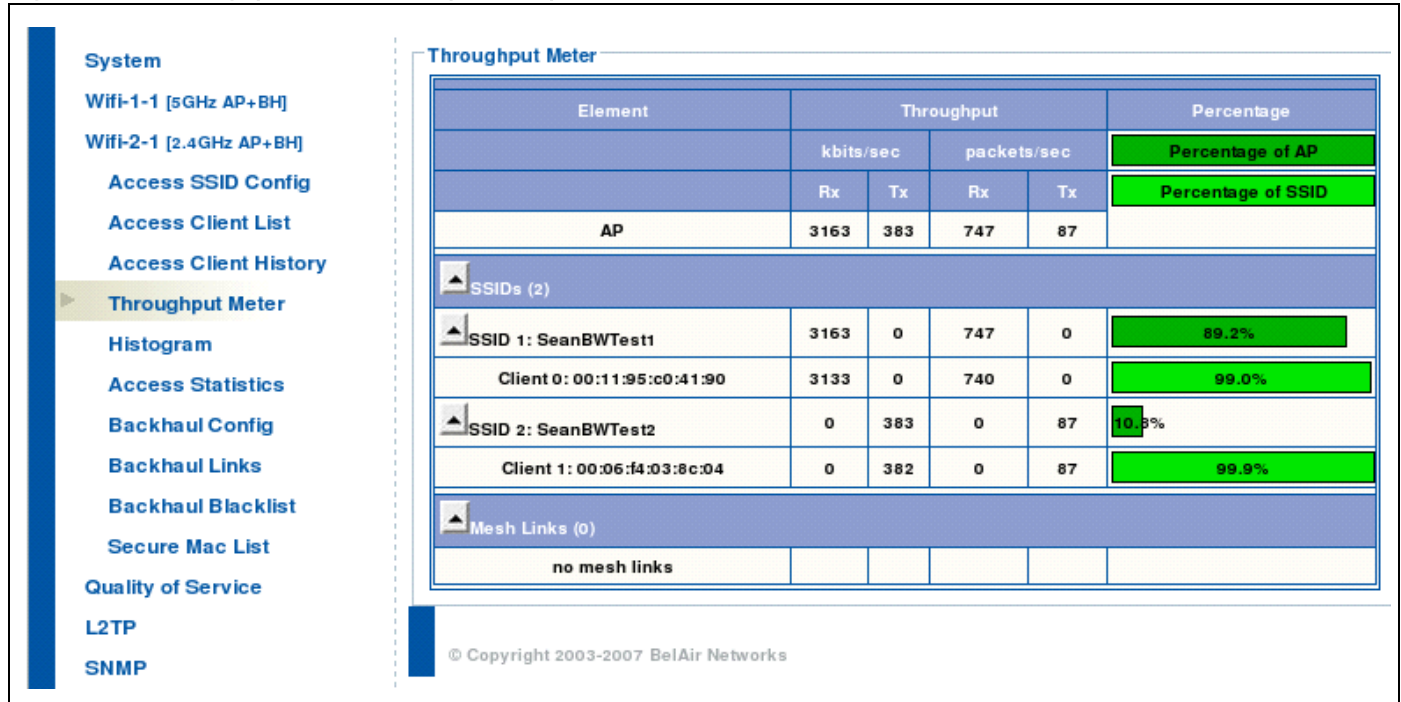 System
Wifi-1-1 [5GHz AP+BH]
Wifi-2-1 [2.4GHz AP+BH]
Access SSID Config
Access Client List
Access Client History
Throughput Meter
Histogram
Access Statistics
Backhaul Config
Backhaul Links
Backhaul Blacklist
Secure Mac List
Quality of Service
L2TP
SNMP
Throughput Meter
Element Throughput Percentage
kbits/sec packets/sec Percentage of AP
Rx Tx Rx Tx Percentage of SSID
AP 3163 383 747 87
SSIDs (2)
SSID 1: SeanBWTest1 3163 0 747 0 89.2%
Client 0: 00:11:95:c0:41:90 3133 0 740 0 99.0%
SSID 2: SeanBWTest2 0 383 0 87 10.8%
Client 1: 00:06:f4:03:8c:04 0 382 0 87 99.9%
Mesh Links (0)
no mesh links
© Copyright 2003-2007 BelAir Networks